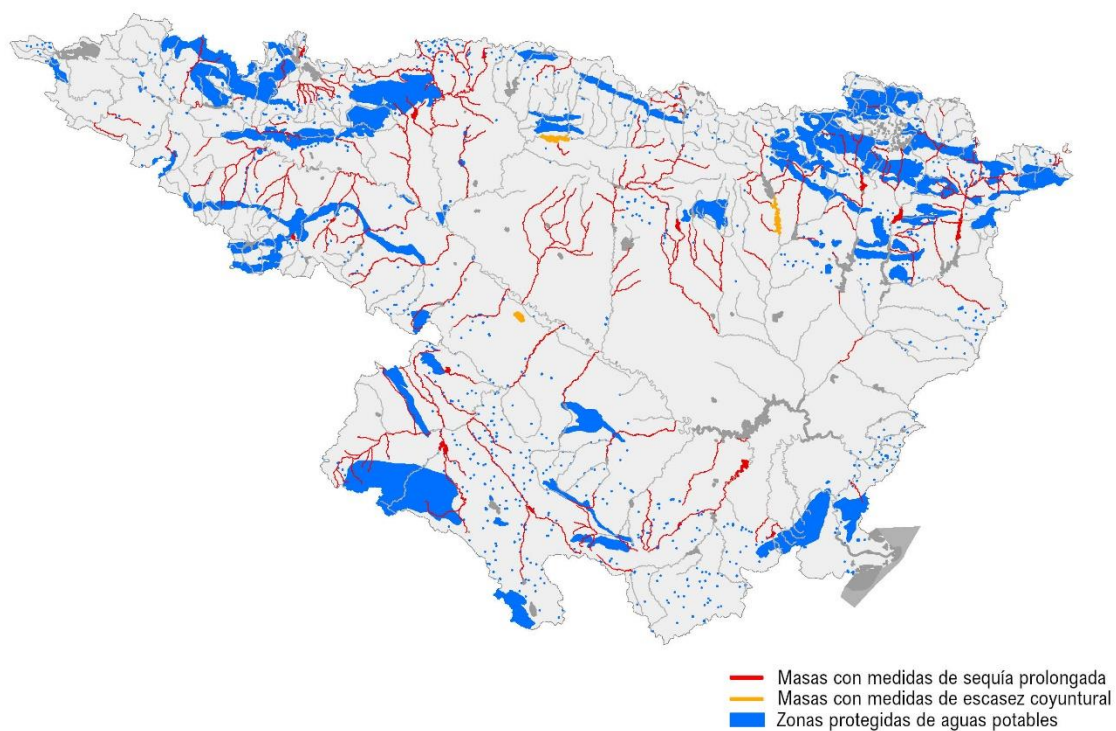 Masas con medidas de sequía prolongada
Masas con medidas de escasez coyuntural
Zonas protegidas de aguas potables